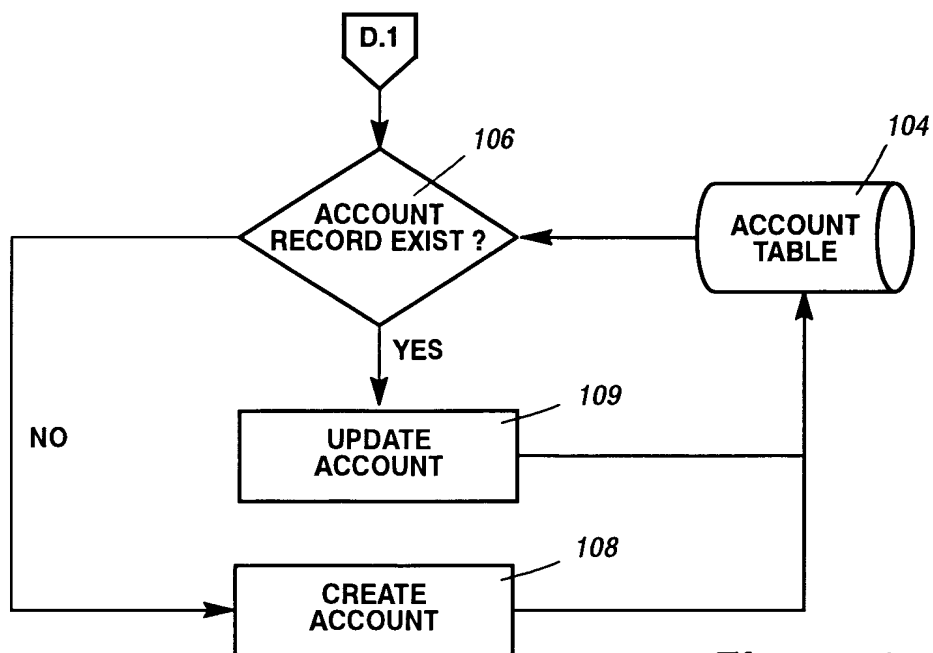 D.1
106
ACCOUNT
RECORD EXIST ?
104
ACCOUNT
TABLE
YES
109
UPDATE
ACCOUNT
NO
108
CREATE
ACCOUNT